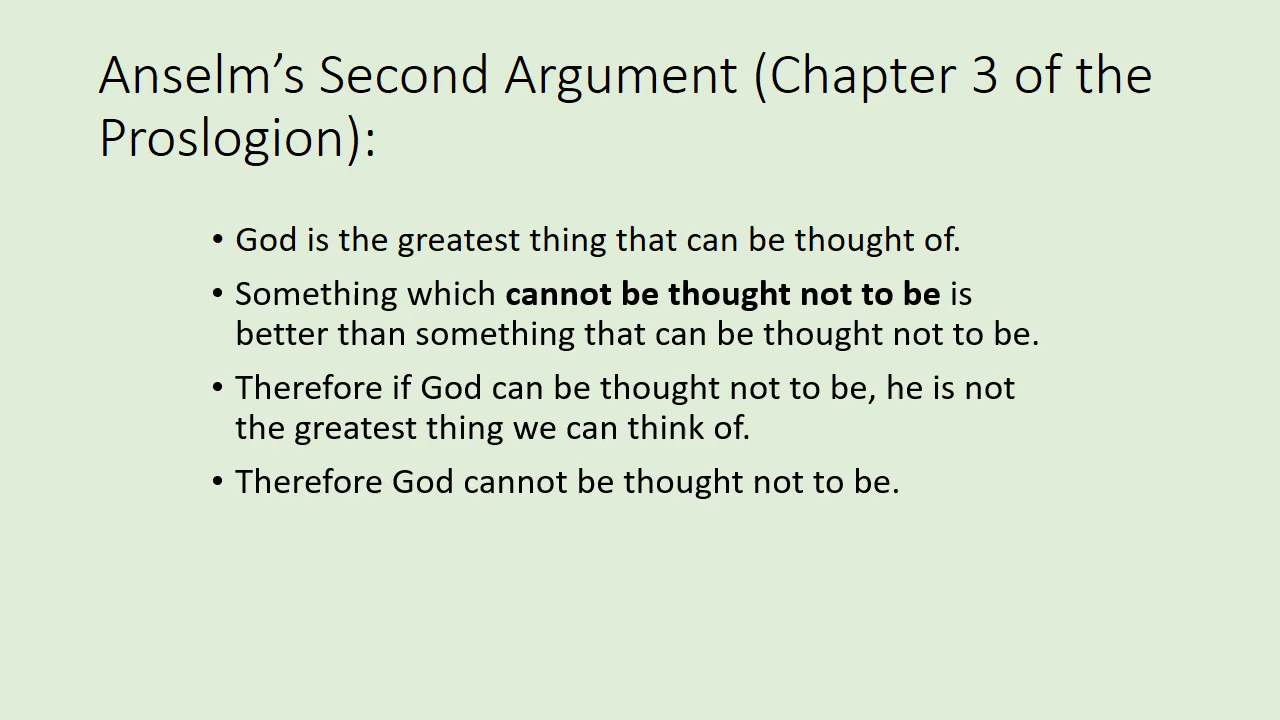 Anselm’s Second Argument (Chapter 3 of the
Proslogion):
• God is the greatest thing that can be thought of.
• Something which cannot be thought not to be is
better than something that can be thought not to be.
• Therefore if God can be thought not to be, he is not
the greatest thing we can think of.
• Therefore God cannot be thought not to be.